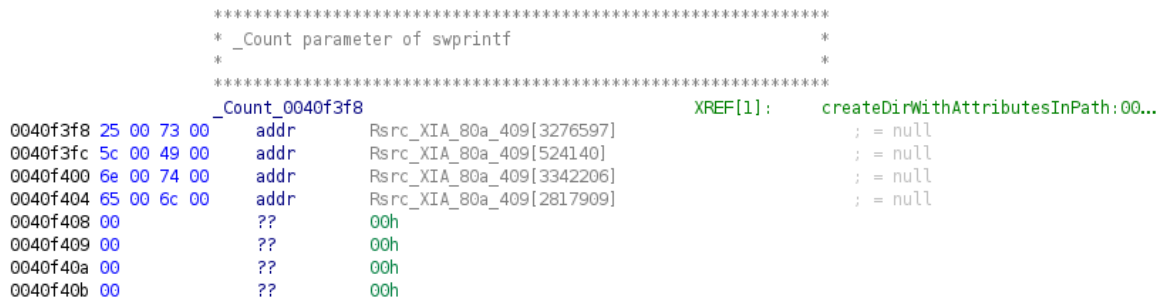 **************************************************************
* _Count parameter of swprintf *
* *
**************************************************************
_Count_0040f3f8 XREF[1]: createDirWithAttributesInPath:00...
0040f3f8 25 00 73 00 addr Rsrc_XIA_80a_409[3276597] ; = null
0040f3fc 5c 00 49 00 addr Rsrc_XIA_80a_409[524140] ; = null
0040f400 6e 00 74 00 addr Rsrc_XIA_80a_409[3342206] ; = null
0040f404 65 00 6c 00 addr Rsrc_XIA_80a_409[2817909] ; = null
0040f408 00 ?? 00h
0040f409 00 ?? 00h
0040f40a 00 ?? 00h
0040f40b 00 ?? 00h